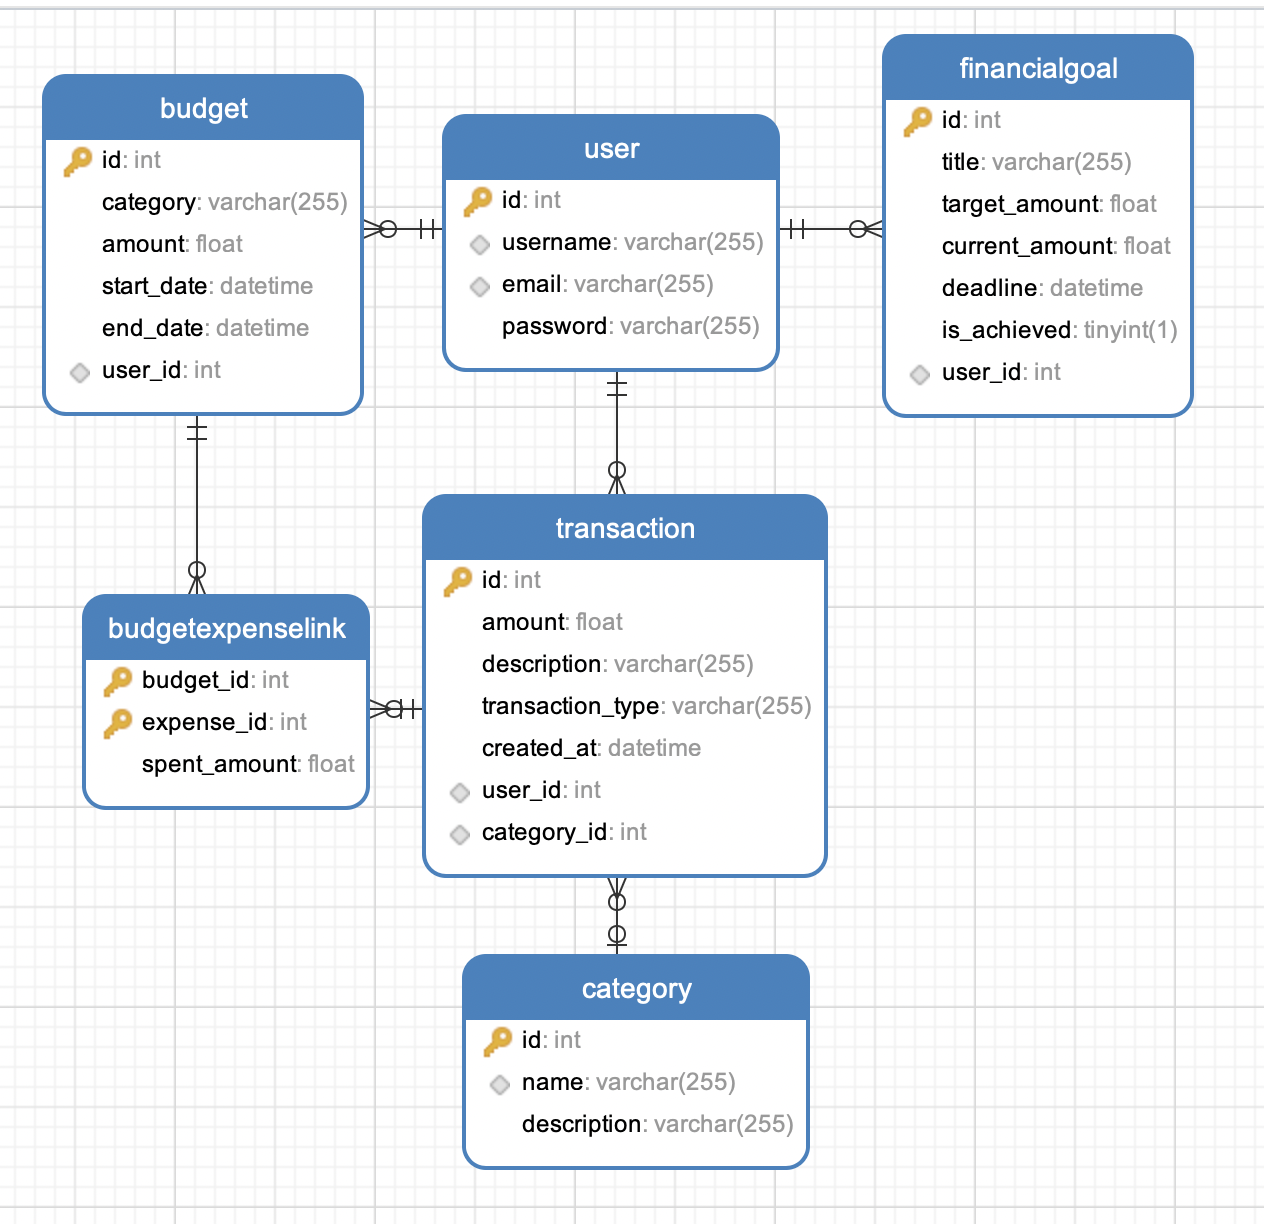 budget
id: int
category: varchar(255)
amount: float
start_date: datetime
end_date: datetime
user_id: int
user
id: int
username: varchar(255)
email: varchar(255)
password: varchar(255)
financialgoal
id: int
title: varchar(255)
target_amount: float
current_amount: float
deadline: datetime
is_achieved: tinyint(1)
user_id: int
budgetexpenselink
budget_id: int
expense_id: int
spent_amount: float
transaction
id: int
amount: float
description: varchar(255)
transaction_type: varchar(255)
created_at: datetime
user_id: int
category_id: int
category
id: int
name: varchar(255)
description: varchar(255)